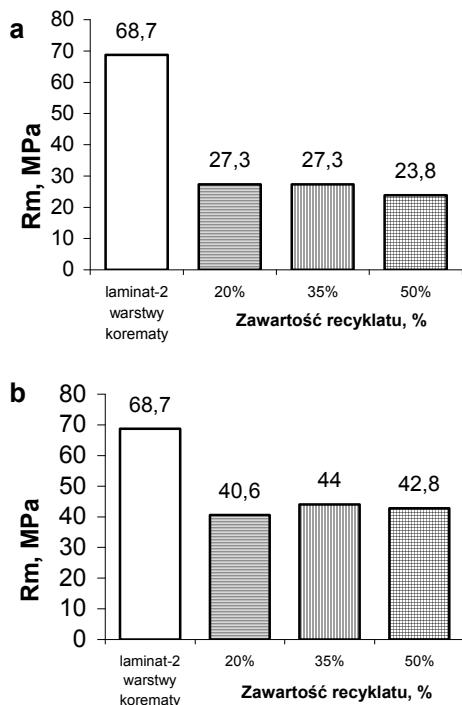 a
80
70
60
50
40
30
20
10
0
Rm, MPa
68,7
27,3
27,3
23,8
laminat-2
warstwy
korematy
20%
35%
50%
Zawartość recyklatu, %
b
80
70
60
50
40
30
20
10
0
Rm, MPa
68,7
40,6
44
42,8
laminat-2
warstwy
korematy
20%
35%
50%
Zawartość recyklatu, %